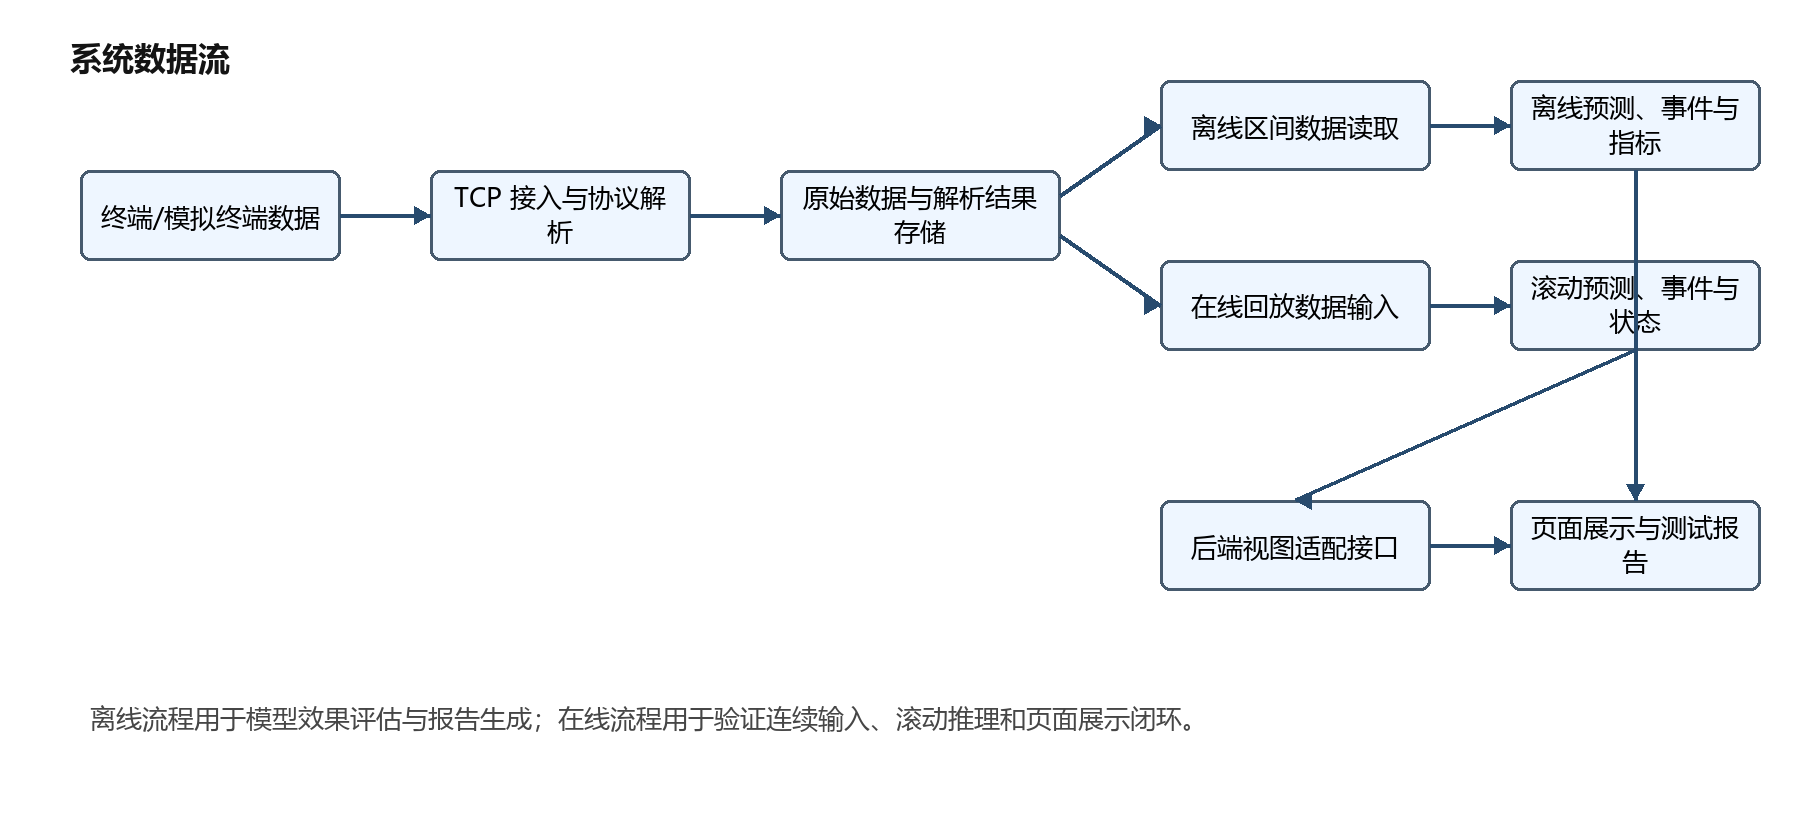 系统数据流
终端/模拟终端数据
TCP 接入与协议解
析
原始数据与解析结果
存储
离线区间数据读取
离线预测、事件与
指标
在线回放数据输入
滚动预测、事件与
状态
后端视图适配接口
页面展示与测试报
告
离线流程用于模型效果评估与报告生成；在线流程用于验证连续输入、滚动推理和页面展示闭环。